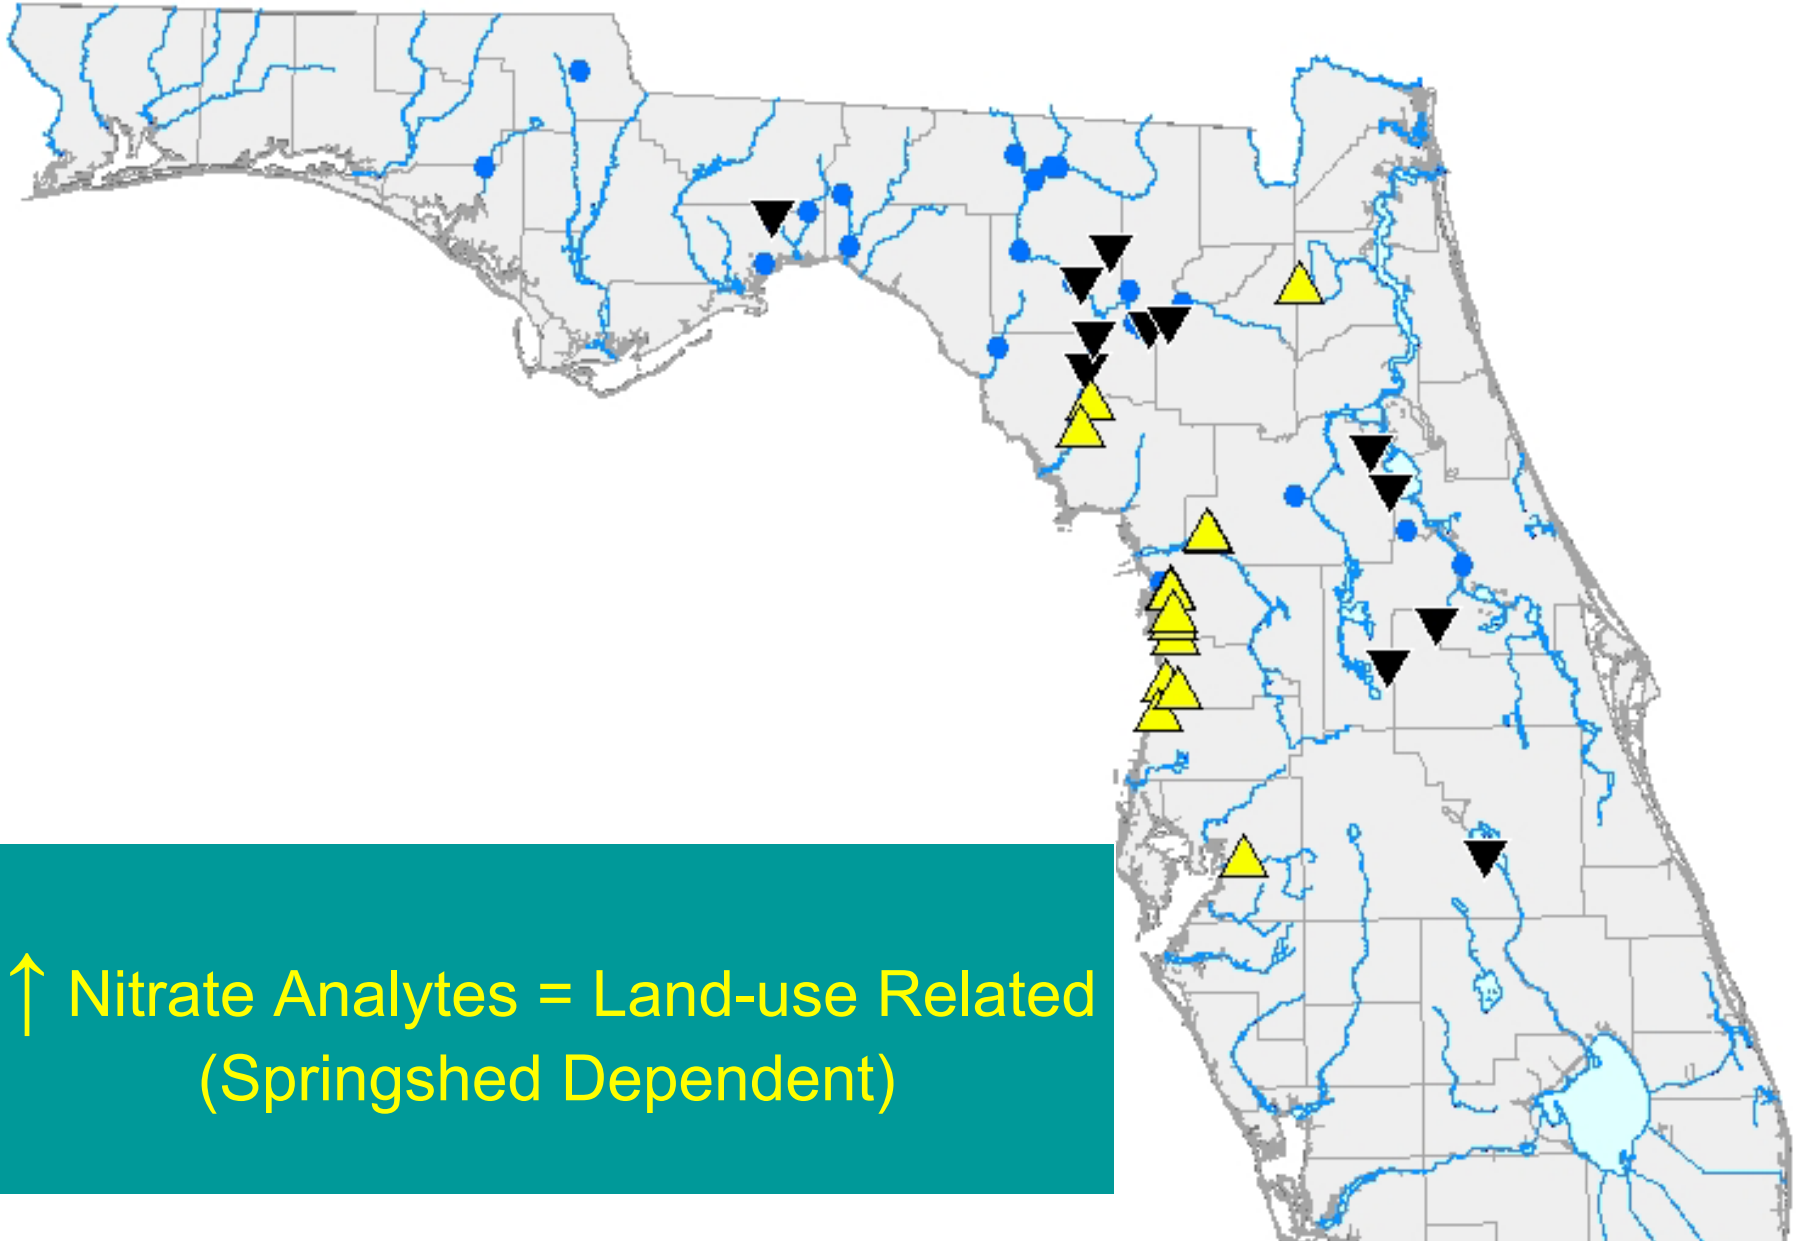 ↑ Nitrate Analytes = Land-use Related
(Springshed Dependent)